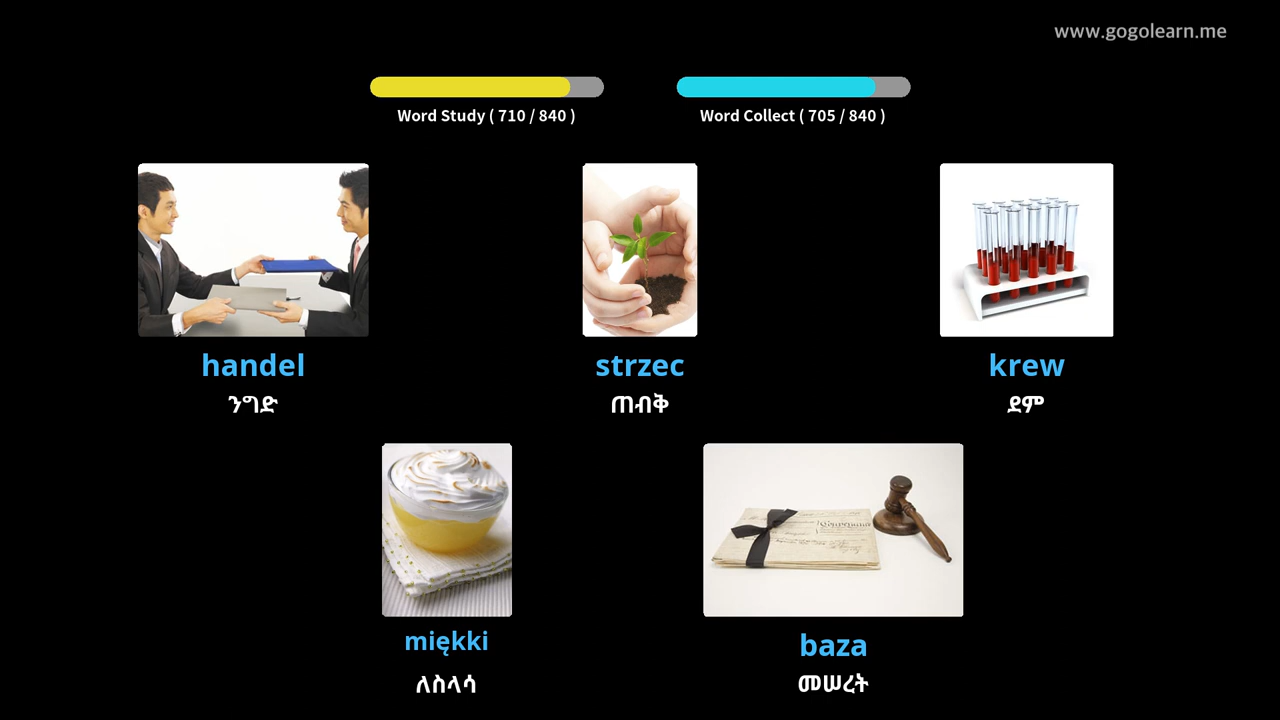 www.gogolearn.me
Word Study ( 710 / 840 )
Word Collect ( 705 / 840 )
handel
ንግድ
strzec
ጠብቅ
krew
ደም
miękki
ለስላሳ
baza
መሠረት